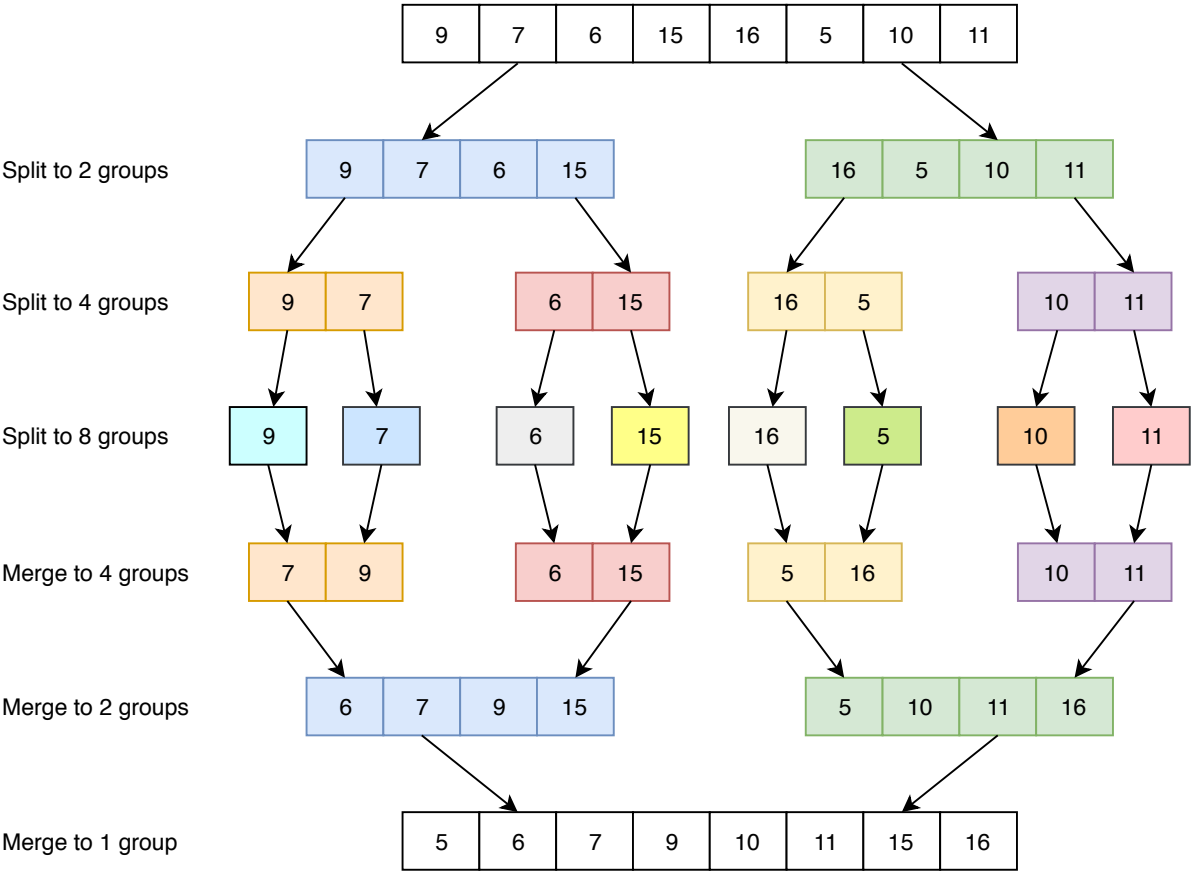 9 7 6 15 16 5 10 11
Split to 2 groups 9 7 6 15 16 5 10 11
Split to 4 groups 9 7 6 15 16 5 10 11
Split to 8 groups 9 7 6 15 16 5 10 11
Merge to 4 groups 7 9 6 15 5 16 10 11
Merge to 2 groups 6 7 9 15 5 10 11 16
Merge to 1 group 5 6 7 9 10 11 15 16